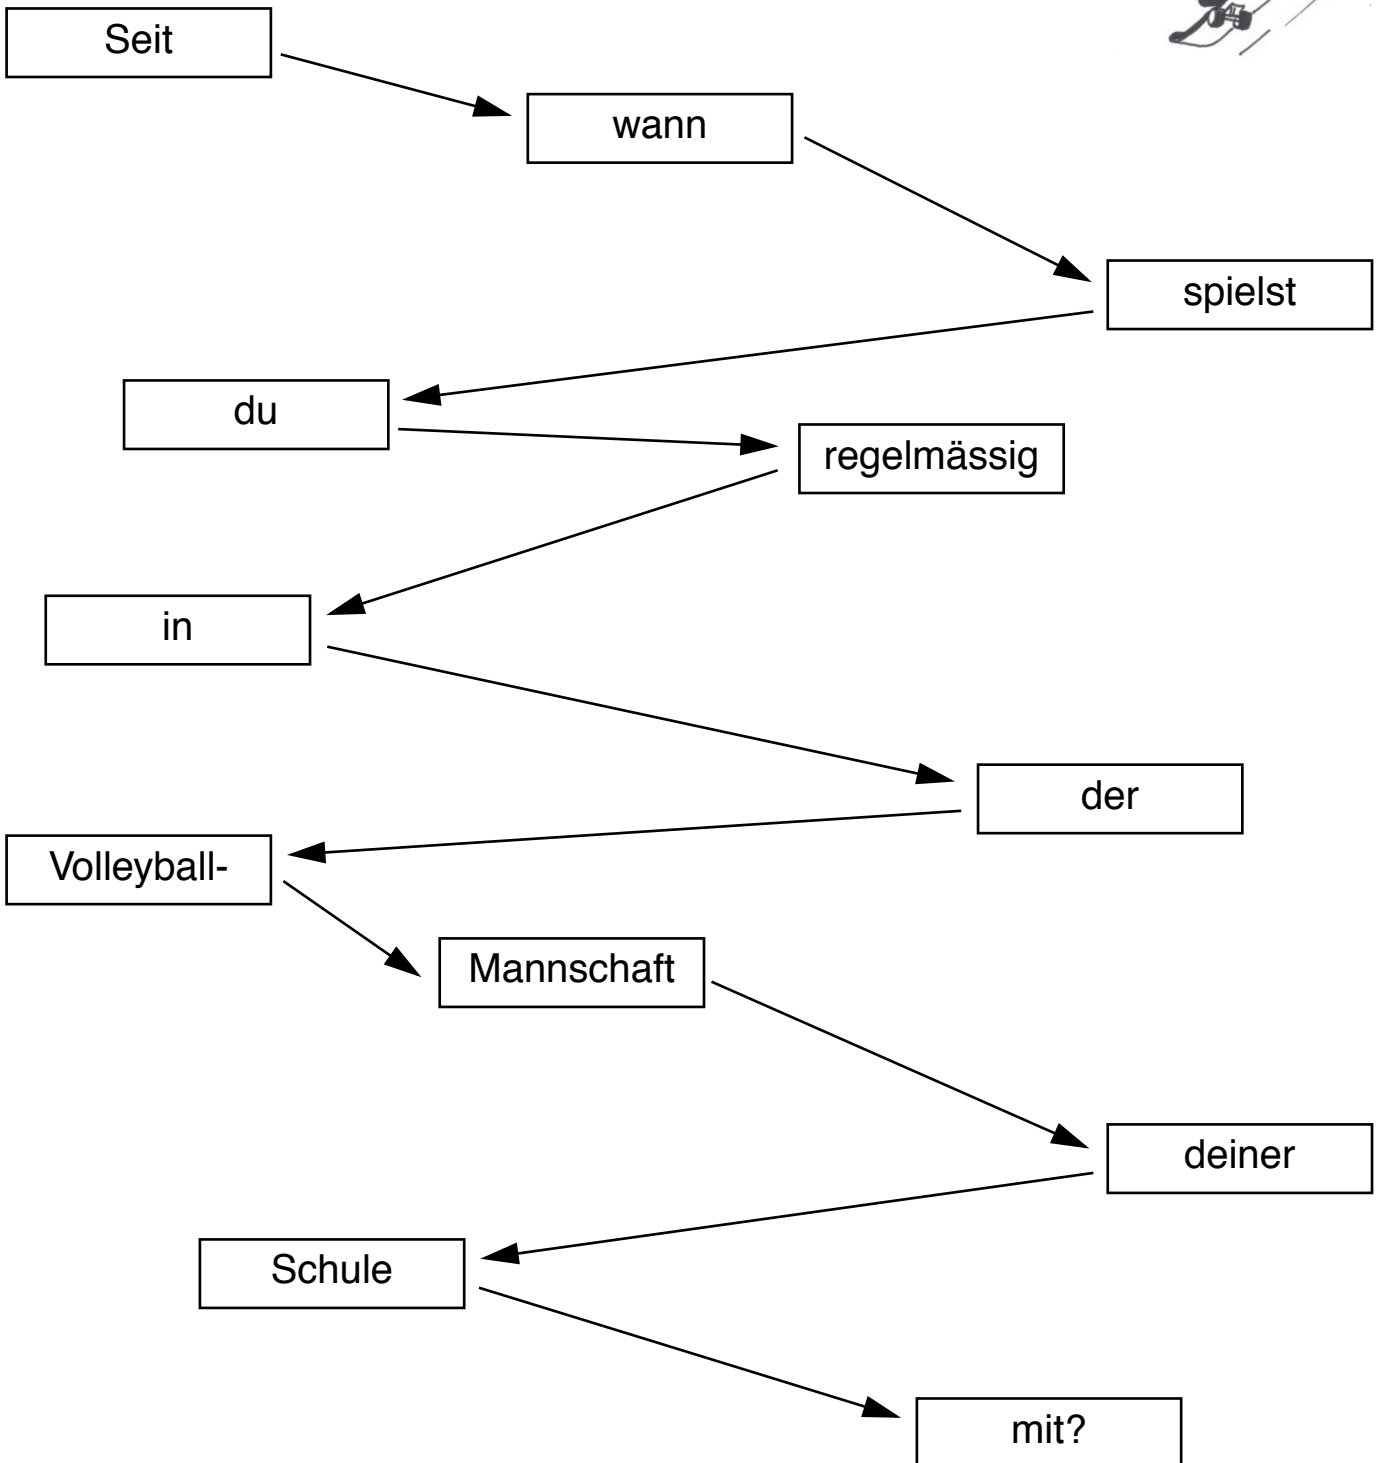 Seit
wann
spielst
du
regelmässig
in
der
Volleyball-
Mannschaft
deiner
Schule
mit?